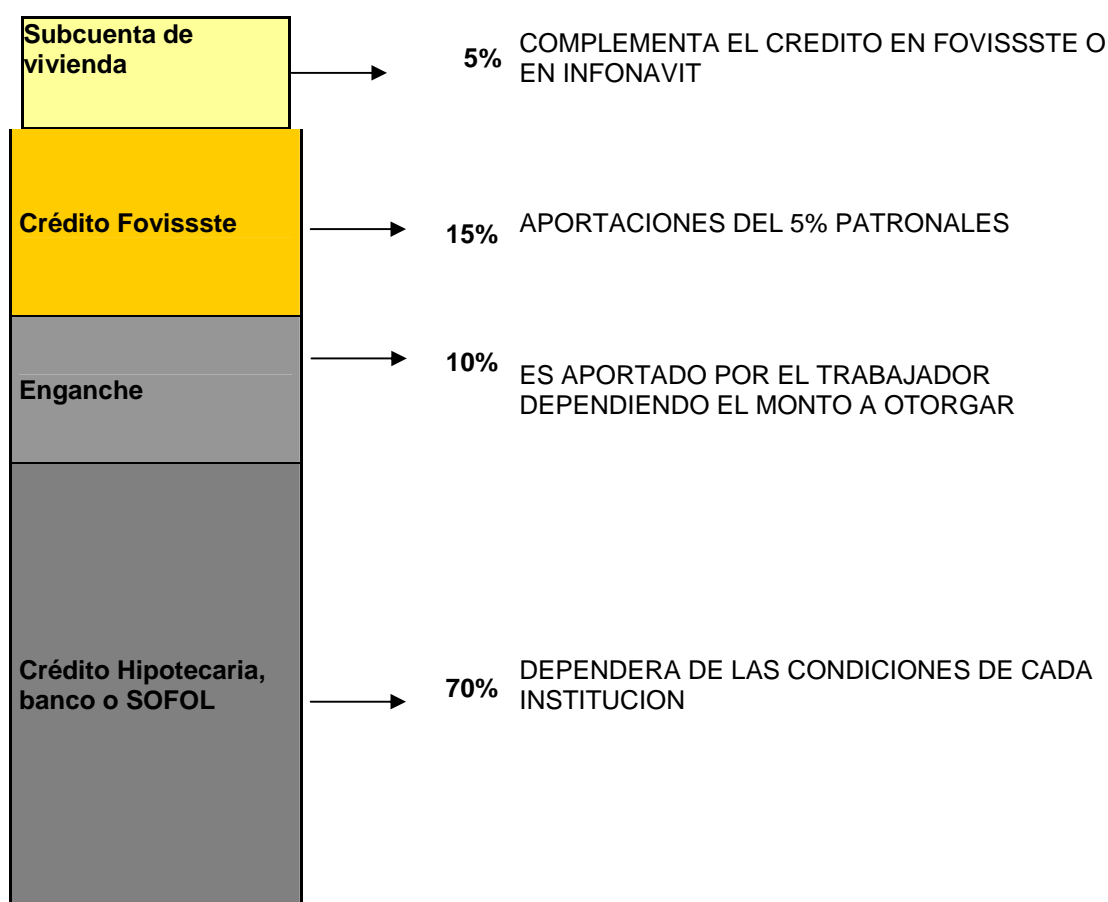 Subcuenta de
vivienda
5%
COMPLEMENTA EL CREDITO EN FOVISSSTE O
EN INFONAVIT
Crédito Fovissste
15%
APORTACIONES DEL 5% PATRONALES
Enganche
10%
ES APORTADO POR EL TRABAJADOR
DEPENDIENDO EL MONTO A OTORGAR
Crédito Hipotecaria,
banco o SOFOL
70%
DEPENDERA DE LAS CONDICIONES DE CADA
INSTITUCION